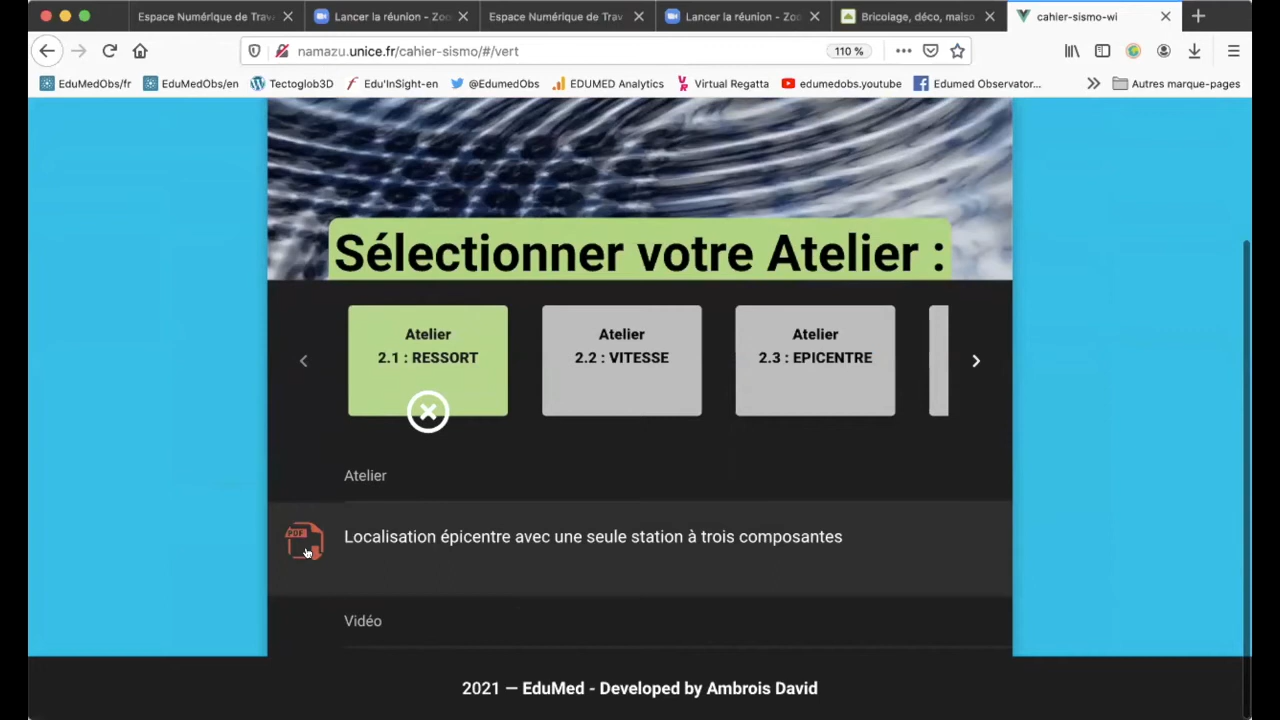 Espace Numérique de Trav
Lancer la réunion - Zoo
Espace Numérique de Trav
Lancer la réunion - Zoo
Bricolage, déco, maiso
cahier-sismo-wi
namazu.unice.fr/cahier-sismo/#/vert
110 %
EduMedObs/fr
EduMedObs/en
Tectoglob3D
Edu'InSight-en
@EdumedObs
EDUMED Analytics
Virtual Regatta
edumedobs.youtube
Edumed Observator...
Autres marque-pages
Sélectionner votre Atelier :
Atelier
2.1 : RESSORT
Atelier
2.2 : VITESSE
Atelier
2.3 : EPICENTRE
Atelier
PDF
Localisation épicentre avec une seule station à trois composantes
Vidéo
2021 — EduMed - Developed by Ambrois David